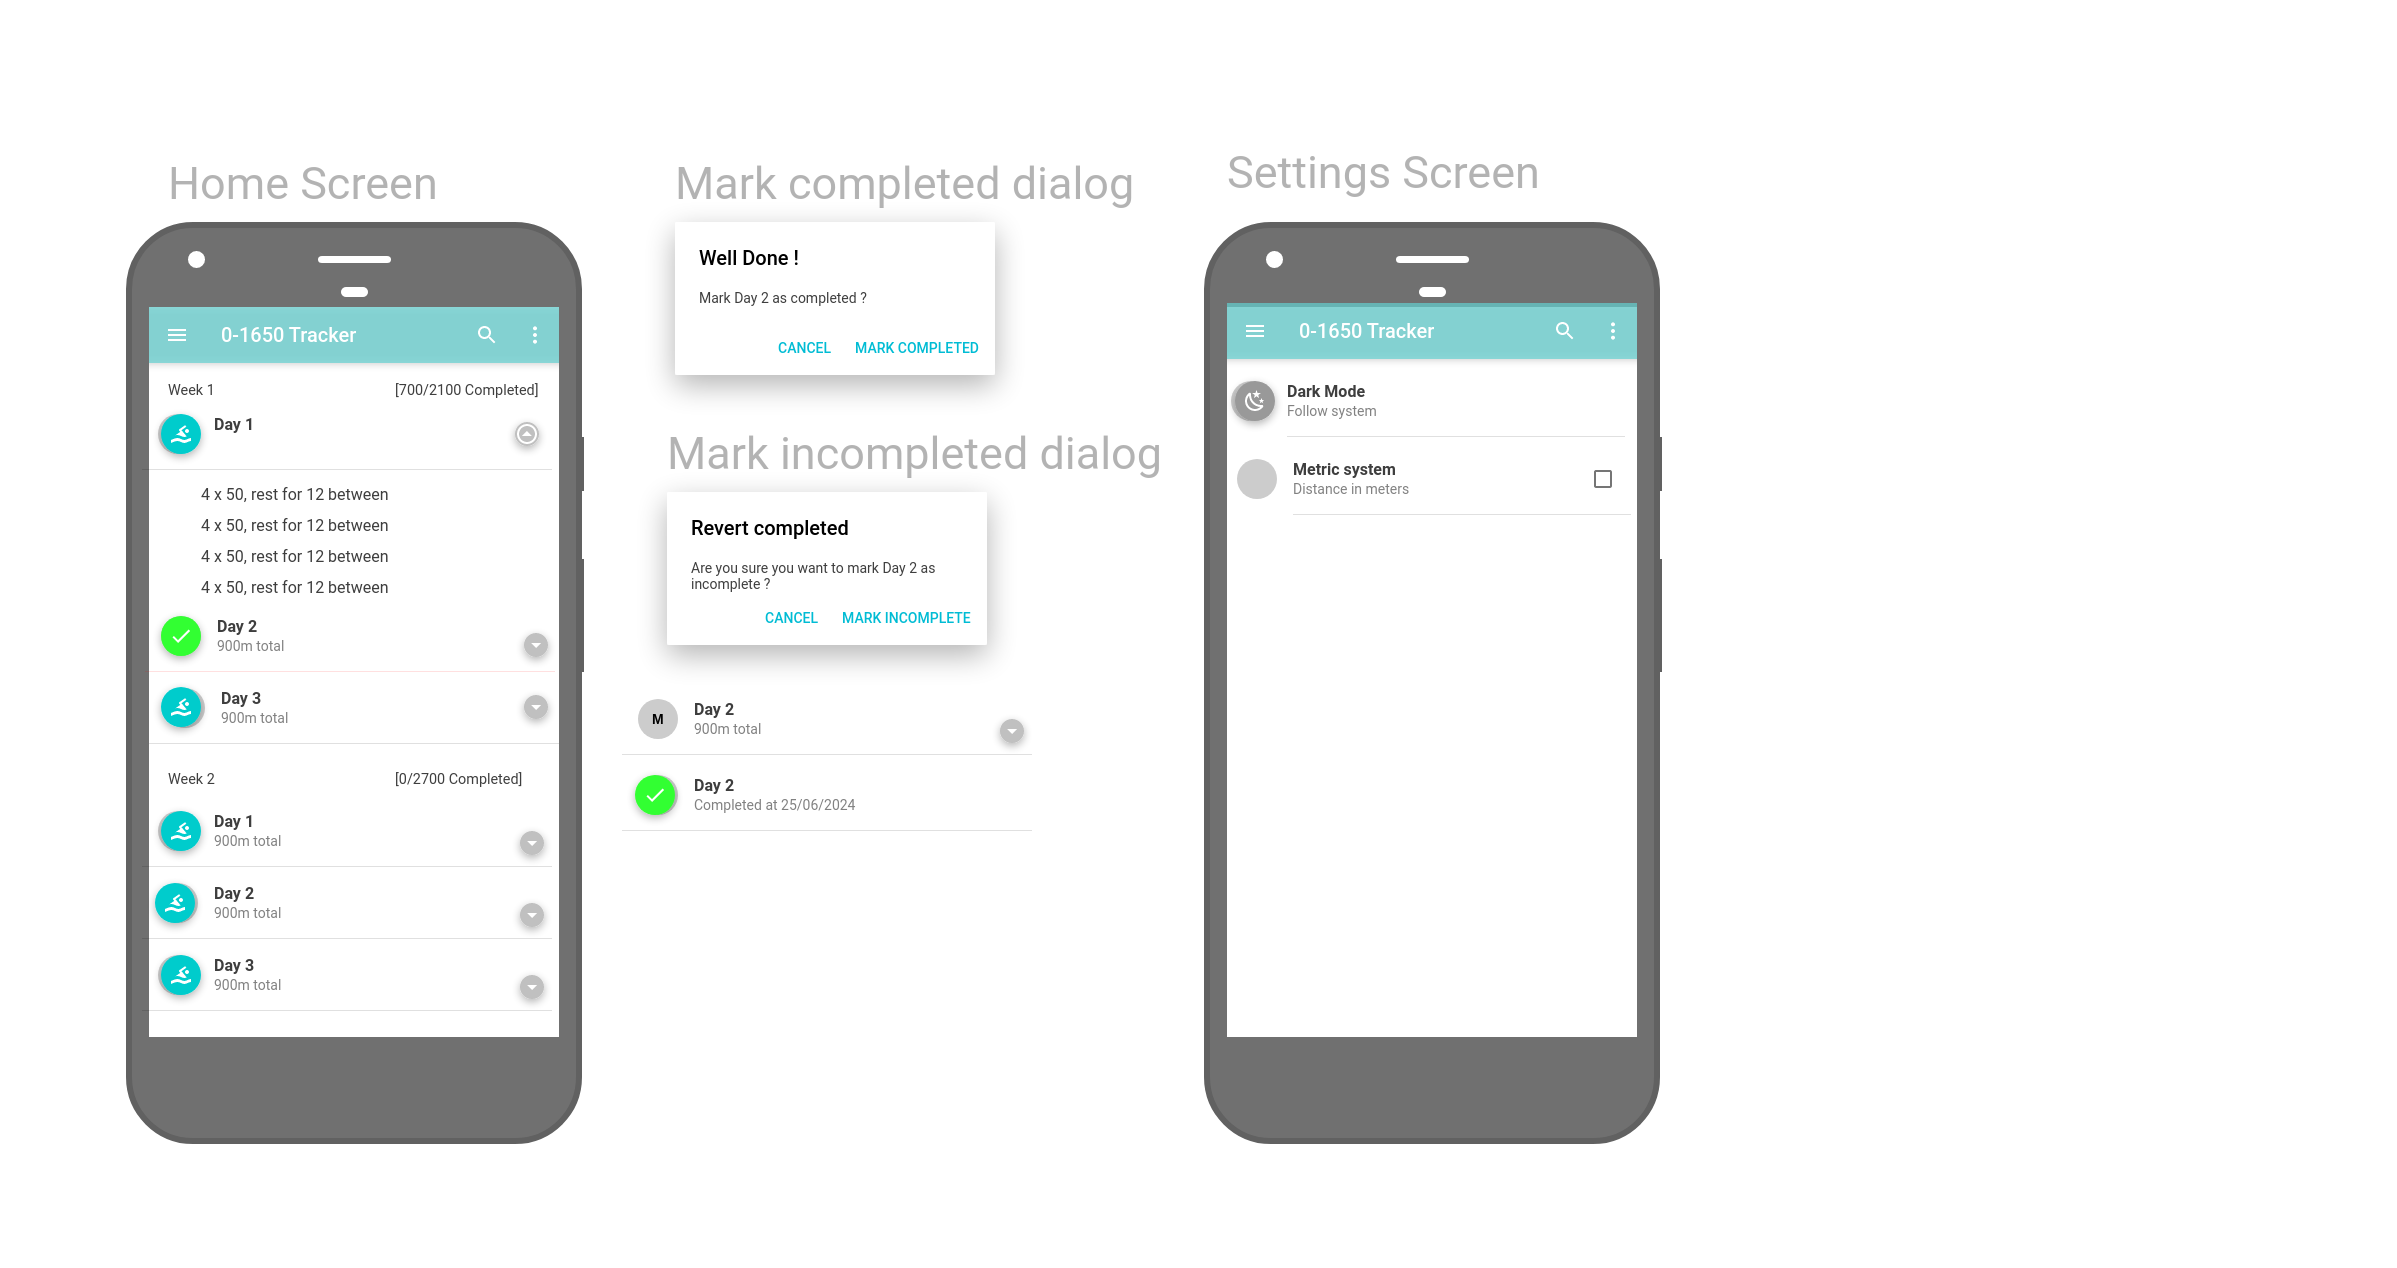 Home Screen
0-1650 Tracker
Week 1 [700/2100 Completed]
Day 1
4 x 50, rest for 12 between
4 x 50, rest for 12 between
4 x 50, rest for 12 between
4 x 50, rest for 12 between
Day 2
900m total
Day 3
900m total
Week 2 [0/2700 Completed]
Day 1
900m total
Day 2
900m total
Day 3
900m total
Mark completed dialog
Well Done !
Mark Day 2 as completed ?
CANCEL MARK COMPLETED
Mark incompleted dialog
Revert completed
Are you sure you want to mark Day 2 as
incomplete ?
CANCEL MARK INCOMPLETE
M
Day 2
900m total
Day 2
Completed at 25/06/2024
Settings Screen
0-1650 Tracker
Dark Mode
Follow system
Metric system
Distance in meters